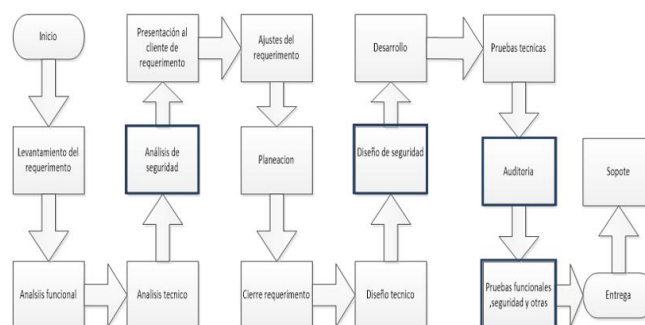 Inicio
Levantamiento del
requerimento
Analsiis funcional
Analisis tecnico
Análisis de
seguridad
Presentación al
cliente de
requerimento
Ajustes del
requerimento
Planeacion
Cierre requerimento
Diseño tecnico
Diseño de seguridad
Desarrollo
Pruebas tecnicas
Auditoria
Pruebas funcionales
,seguridad y otras
Entrega
Sopote